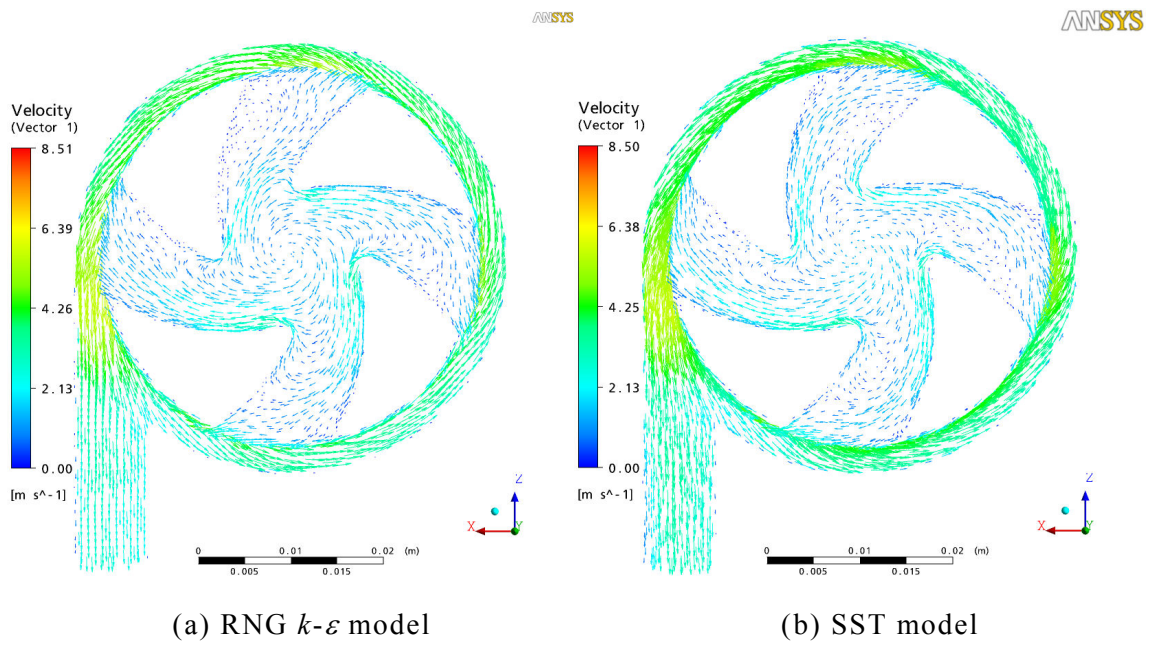 ANSYS
Velocity
(Vector 1)
8.51
6.39
4.26
2.13
0.00
[m s^-1]
Z
X
Y
0 0.01 0.02 (m)
0.005 0.015
(a) RNG k-ε model
ANSYS
Velocity
(Vector 1)
8.50
6.38
4.25
2.13
0.00
[m s^-1]
Z
X
Y
0 0.01 0.02 (m)
0.005 0.015
(b) SST model